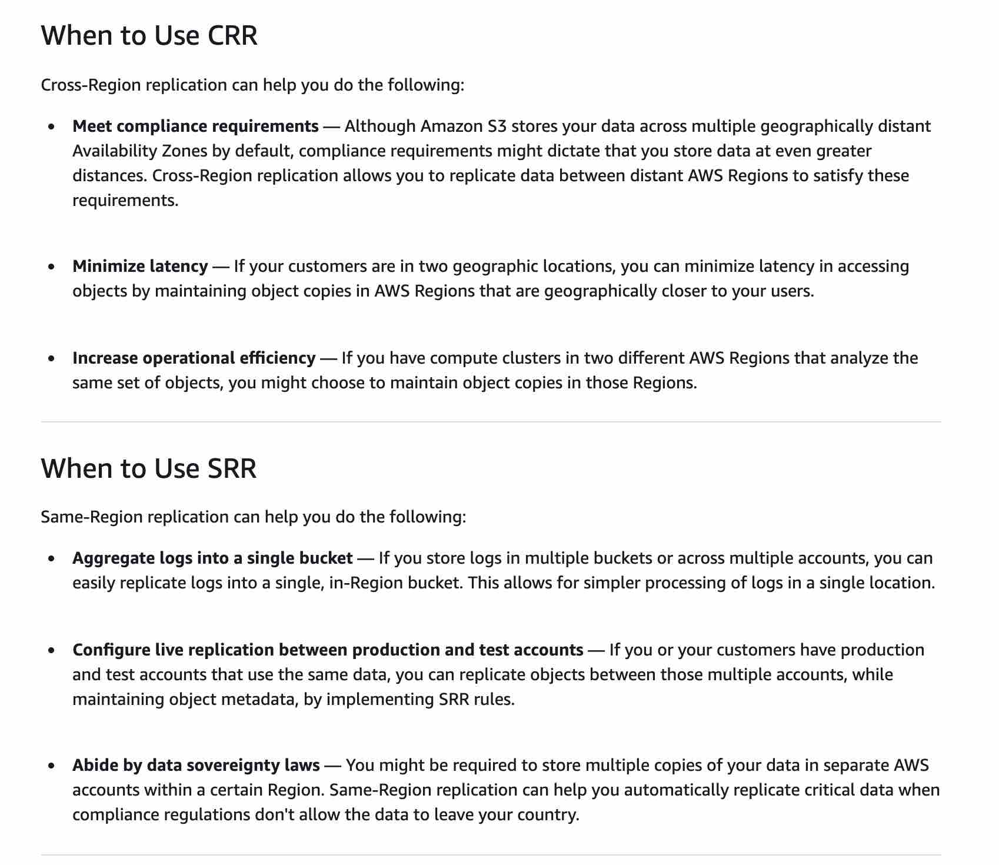 When to Use CRR
Cross-Region replication can help you do the following:
• Meet compliance requirements — Although Amazon S3 stores your data across multiple geographically distant
Availability Zones by default, compliance requirements might dictate that you store data at even greater
distances. Cross-Region replication allows you to replicate data between distant AWS Regions to satisfy these
requirements.
• Minimize latency — If your customers are in two geographic locations, you can minimize latency in accessing
objects by maintaining object copies in AWS Regions that are geographically closer to your users.
• Increase operational efficiency — If you have compute clusters in two different AWS Regions that analyze the
same set of objects, you might choose to maintain object copies in those Regions.
When to Use SRR
Same-Region replication can help you do the following:
• Aggregate logs into a single bucket — If you store logs in multiple buckets or across multiple accounts, you can
easily replicate logs into a single, in-Region bucket. This allows for simpler processing of logs in a single location.
• Configure live replication between production and test accounts — If you or your customers have production
and test accounts that use the same data, you can replicate objects between those multiple accounts, while
maintaining object metadata, by implementing SRR rules.
• Abide by data sovereignty laws — You might be required to store multiple copies of your data in separate AWS
accounts within a certain Region. Same-Region replication can help you automatically replicate critical data when
compliance regulations don't allow the data to leave your country.